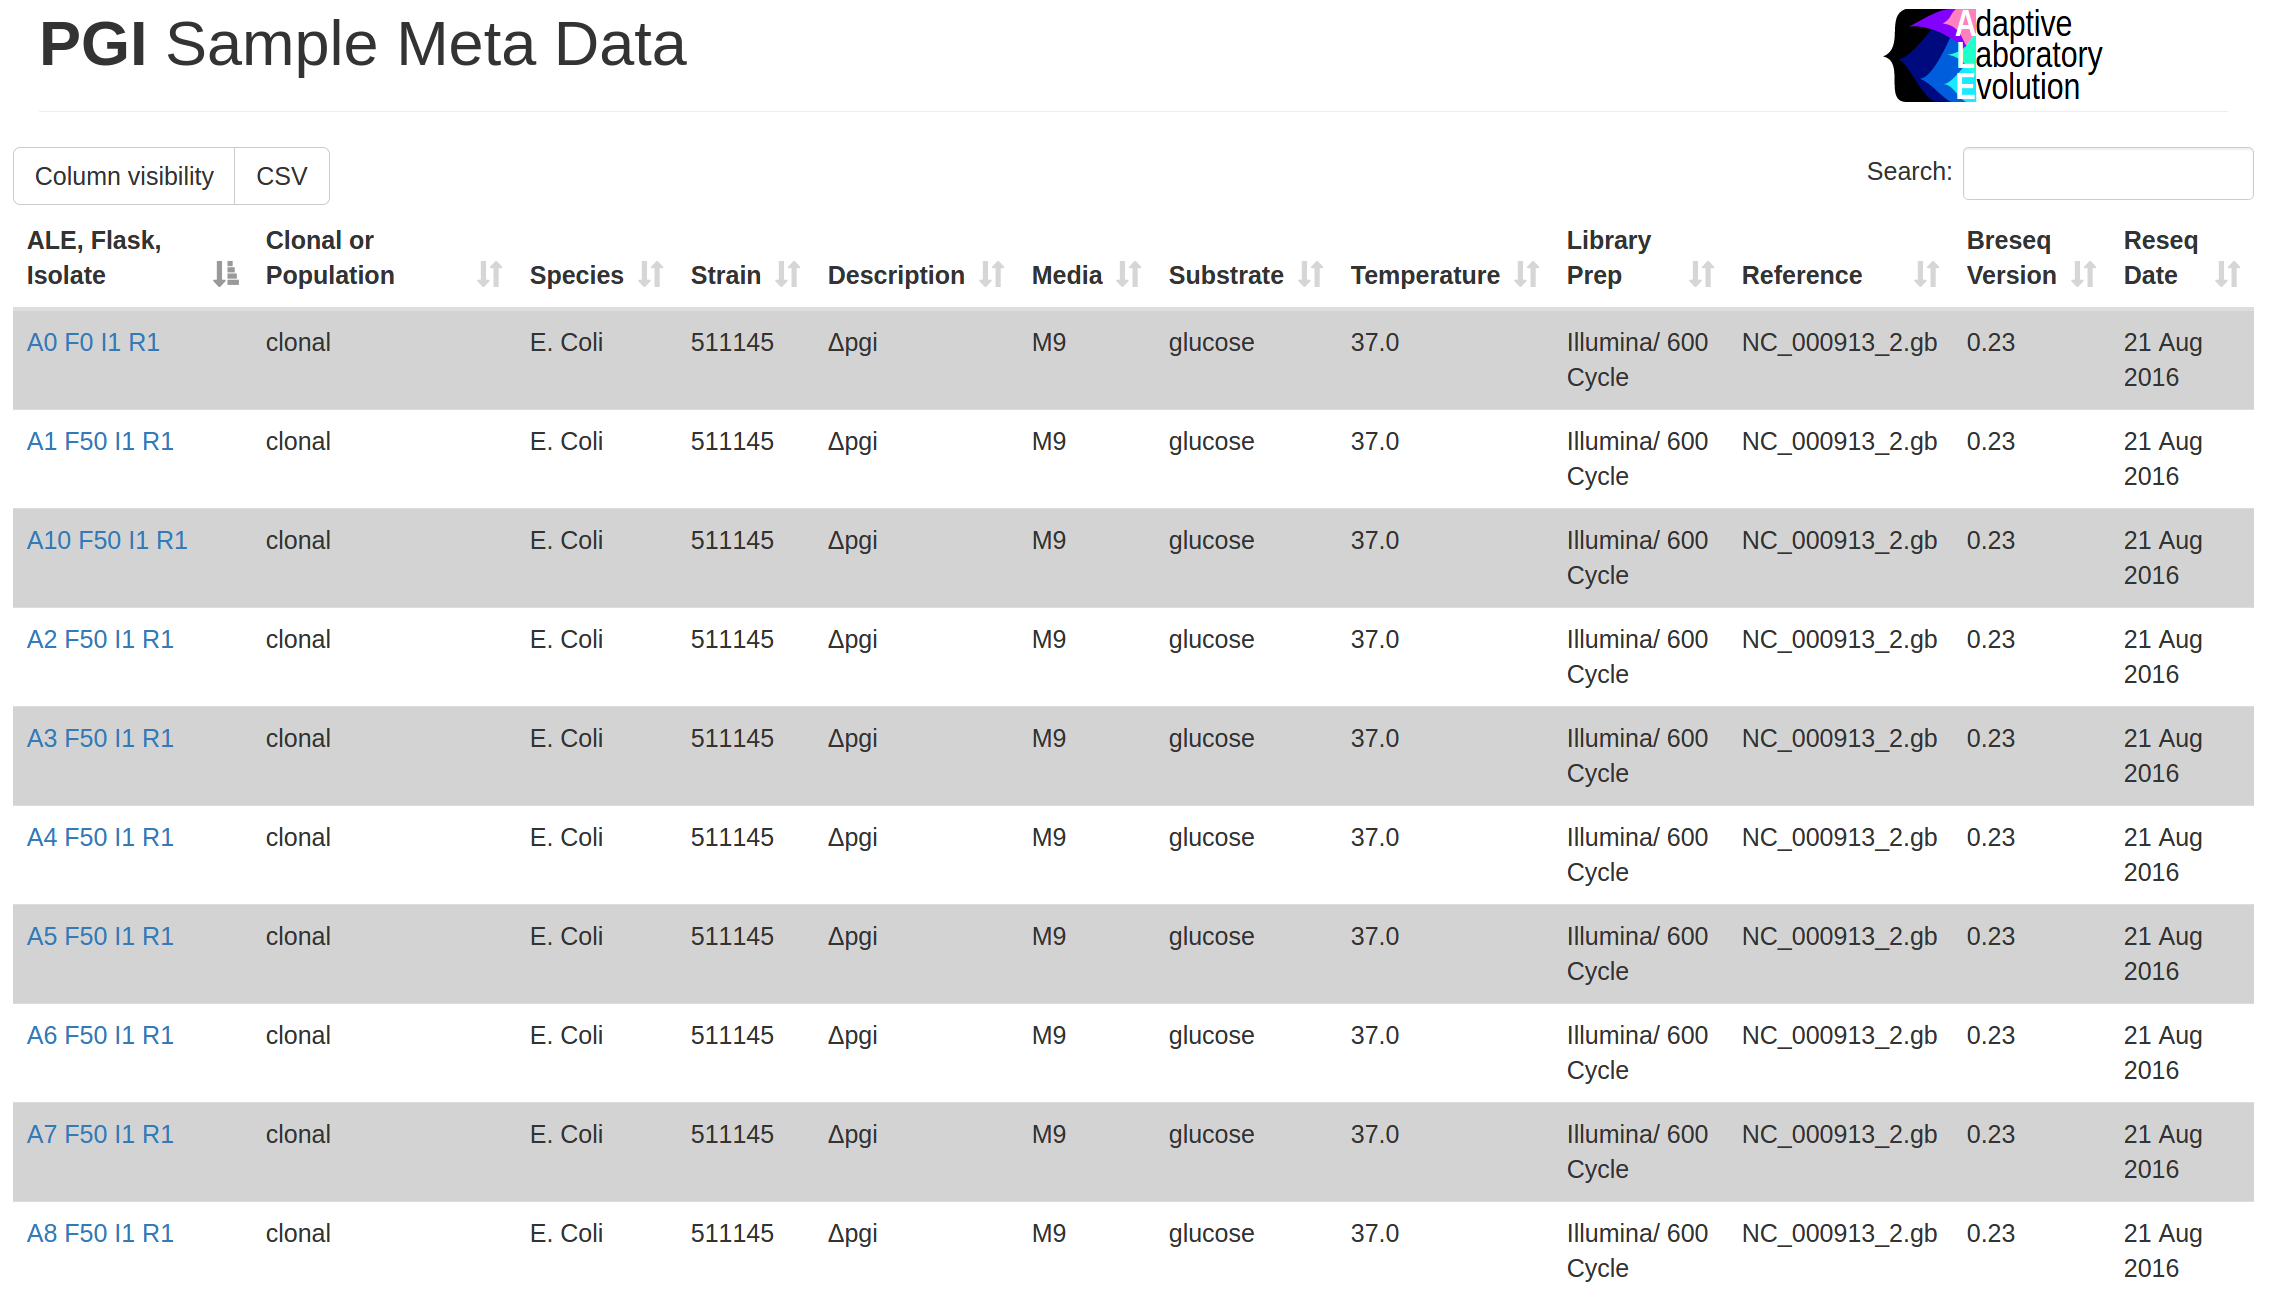 PGI Sample Meta Data
Adaptive
Laboratory
Evolution
Column visibility CSV Search:
ALE, Flask, Clonal or Library Breseq Reseq
Isolate Population Species Strain Description Media Substrate Temperature Prep Reference Version Date
A0 F0 I1 R1 clonal E. Coli 511145 Δpgi M9 glucose 37.0 Illumina/ 600 NC_000913_2.gb 0.23 21 Aug
Cycle 2016
A1 F50 I1 R1 clonal E. Coli 511145 Δpgi M9 glucose 37.0 Illumina/ 600 NC_000913_2.gb 0.23 21 Aug
Cycle 2016
A10 F50 I1 R1 clonal E. Coli 511145 Δpgi M9 glucose 37.0 Illumina/ 600 NC_000913_2.gb 0.23 21 Aug
Cycle 2016
A2 F50 I1 R1 clonal E. Coli 511145 Δpgi M9 glucose 37.0 Illumina/ 600 NC_000913_2.gb 0.23 21 Aug
Cycle 2016
A3 F50 I1 R1 clonal E. Coli 511145 Δpgi M9 glucose 37.0 Illumina/ 600 NC_000913_2.gb 0.23 21 Aug
Cycle 2016
A4 F50 I1 R1 clonal E. Coli 511145 Δpgi M9 glucose 37.0 Illumina/ 600 NC_000913_2.gb 0.23 21 Aug
Cycle 2016
A5 F50 I1 R1 clonal E. Coli 511145 Δpgi M9 glucose 37.0 Illumina/ 600 NC_000913_2.gb 0.23 21 Aug
Cycle 2016
A6 F50 I1 R1 clonal E. Coli 511145 Δpgi M9 glucose 37.0 Illumina/ 600 NC_000913_2.gb 0.23 21 Aug
Cycle 2016
A7 F50 I1 R1 clonal E. Coli 511145 Δpgi M9 glucose 37.0 Illumina/ 600 NC_000913_2.gb 0.23 21 Aug
Cycle 2016
A8 F50 I1 R1 clonal E. Coli 511145 Δpgi M9 glucose 37.0 Illumina/ 600 NC_000913_2.gb 0.23 21 Aug
Cycle 2016